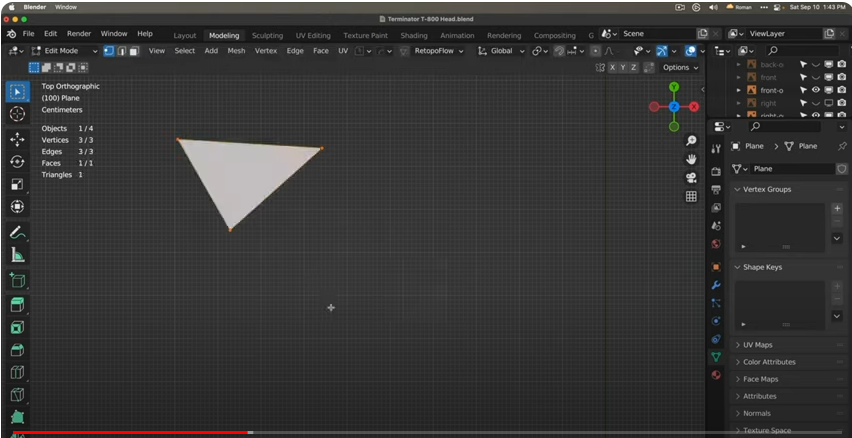 Blender Window
Roman
Sat Sep 10 1:43 PM
Terminator T-800 Head.blend
File Edit Render Window Help
Layout Modeling Sculpting UV Editing Texture Paint Shading Animation Rendering Compositing G
Scene
ViewLayer
Edit Mode
View Select Add Mesh Vertex Edge Face UV
RetopoFlow
Global
X Y Z
Options
Top Orthographic
(100) Plane
Centimeters
Objects 1 / 4
Vertices 3 / 3
Edges 3 / 3
Faces 1 / 1
Triangles 1
Y
X
Z
back-o
front
front-o
right
right-o
Plane
Plane
Plane
Vertex Groups
Shape Keys
UV Maps
Color Attributes
Face Maps
Attributes
Normals
Texture Space